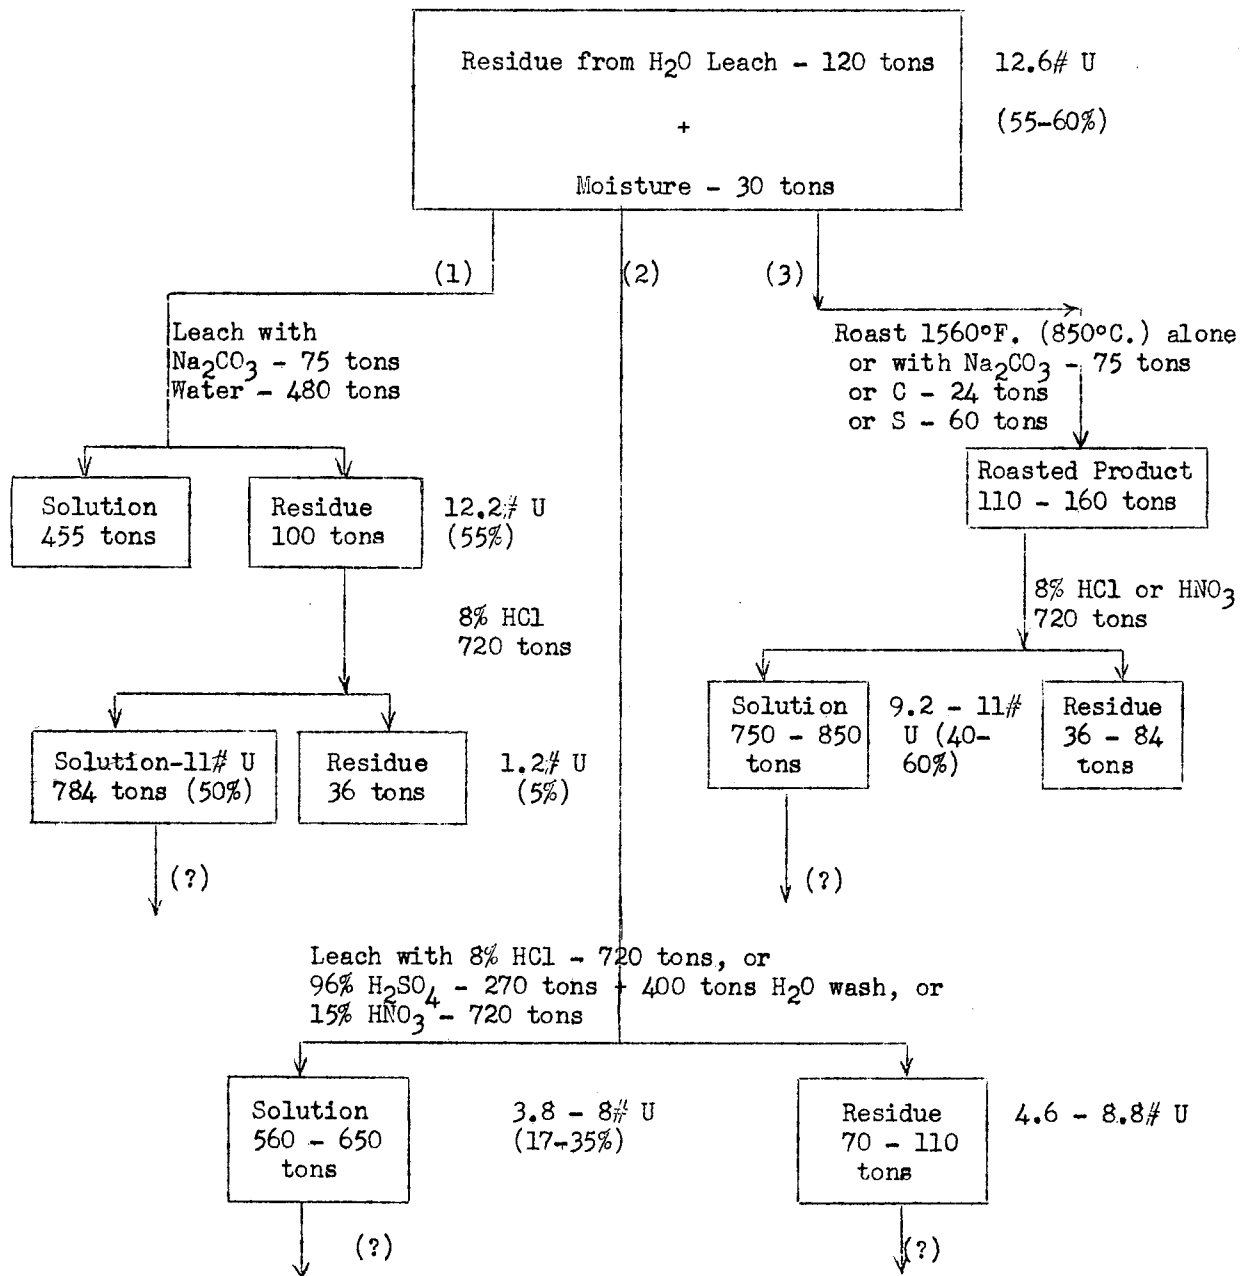 Residue from H2O Leach - 120 tons
+
Moisture - 30 tons
12.6# U
(55-60%)
(1)
(2)
(3)
Leach with
Na2CO3 - 75 tons
Water - 480 tons
Solution
455 tons
Residue
100 tons
12.2# U
(55%)
8% HCl
720 tons
Solution-11# U
784 tons (50%)
Residue
36 tons
1.2# U
(5%)
(?)
Roast 1560°F. (850°C.) alone
or with Na2CO3 - 75 tons
or C - 24 tons
or S - 60 tons
Roasted Product
110 - 160 tons
8% HCl or HNO3
720 tons
Solution
750 - 850
tons
9.2 - 11#
U (40-
60%)
Residue
36 - 84
tons
(?)
Leach with 8% HCl - 720 tons, or
96% H2SO4 - 270 tons + 400 tons H2O wash, or
15% HNO3 - 720 tons
Solution
560 - 650
tons
3.8 - 8# U
(17-35%)
Residue
70 - 110
tons
4.6 - 8.8# U
(?)
(?)